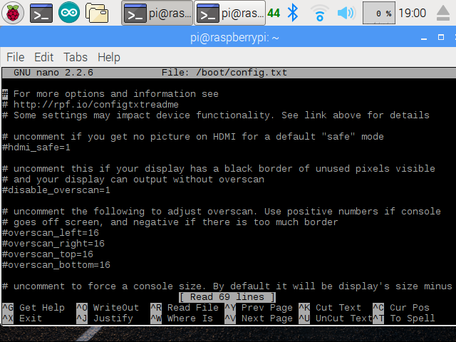 pi@ras...
pi@ras...
44
0 %
19:00
pi@raspberrypi: ~
File Edit Tabs Help
GNU nano 2.2.6 File: /boot/config.txt
# For more options and information see
# http://rpf.io/configtxtreadme
# Some settings may impact device functionality. See link above for details
# uncomment if you get no picture on HDMI for a default "safe" mode
#hdmi_safe=1
# uncomment this if your display has a black border of unused pixels visible
# and your display can output without overscan
#disable_overscan=1
# uncomment the following to adjust overscan. Use positive numbers if console
# goes off screen, and negative if there is too much border
#overscan_left=16
#overscan_right=16
#overscan_top=16
#overscan_bottom=16
# uncomment to force a console size. By default it will be display's size minus
[ Read 69 lines ]
^G Get Help ^O WriteOut ^R Read File ^Y Prev Page ^K Cut Text ^C Cur Pos
^X Exit ^J Justify ^W Where Is ^V Next Page ^U UnCut Text ^T To Spell